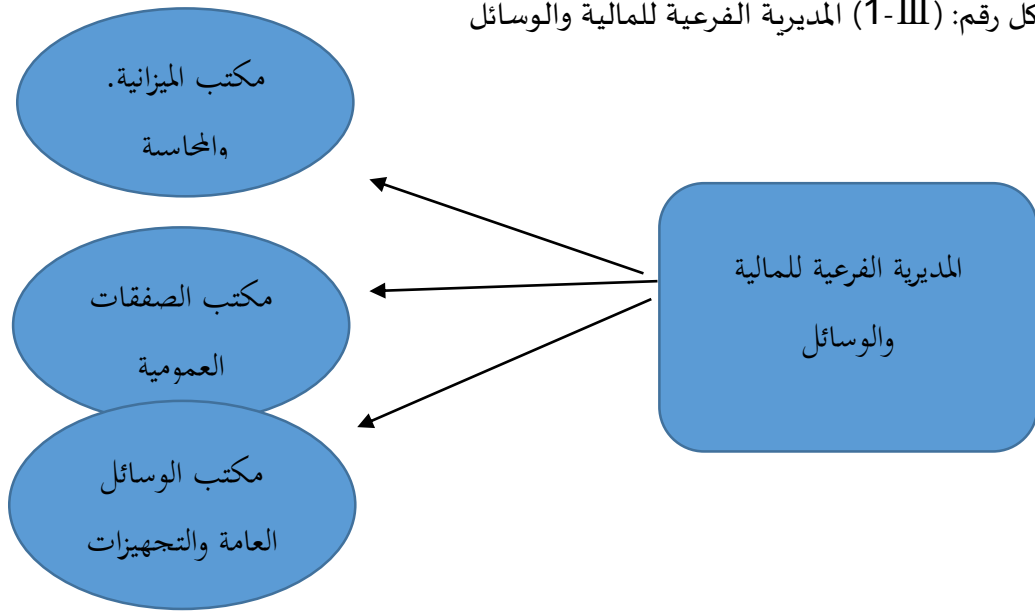 كل رقم: (1-III) المديرية الفرعية للمالية والوسائل
مكتب الميزانية.
والمحاسبة
المديرية الفرعية للمالية
والوسائل
مكتب الصفقات
العمومية
مكتب الوسائل
العامة والتجهيزات